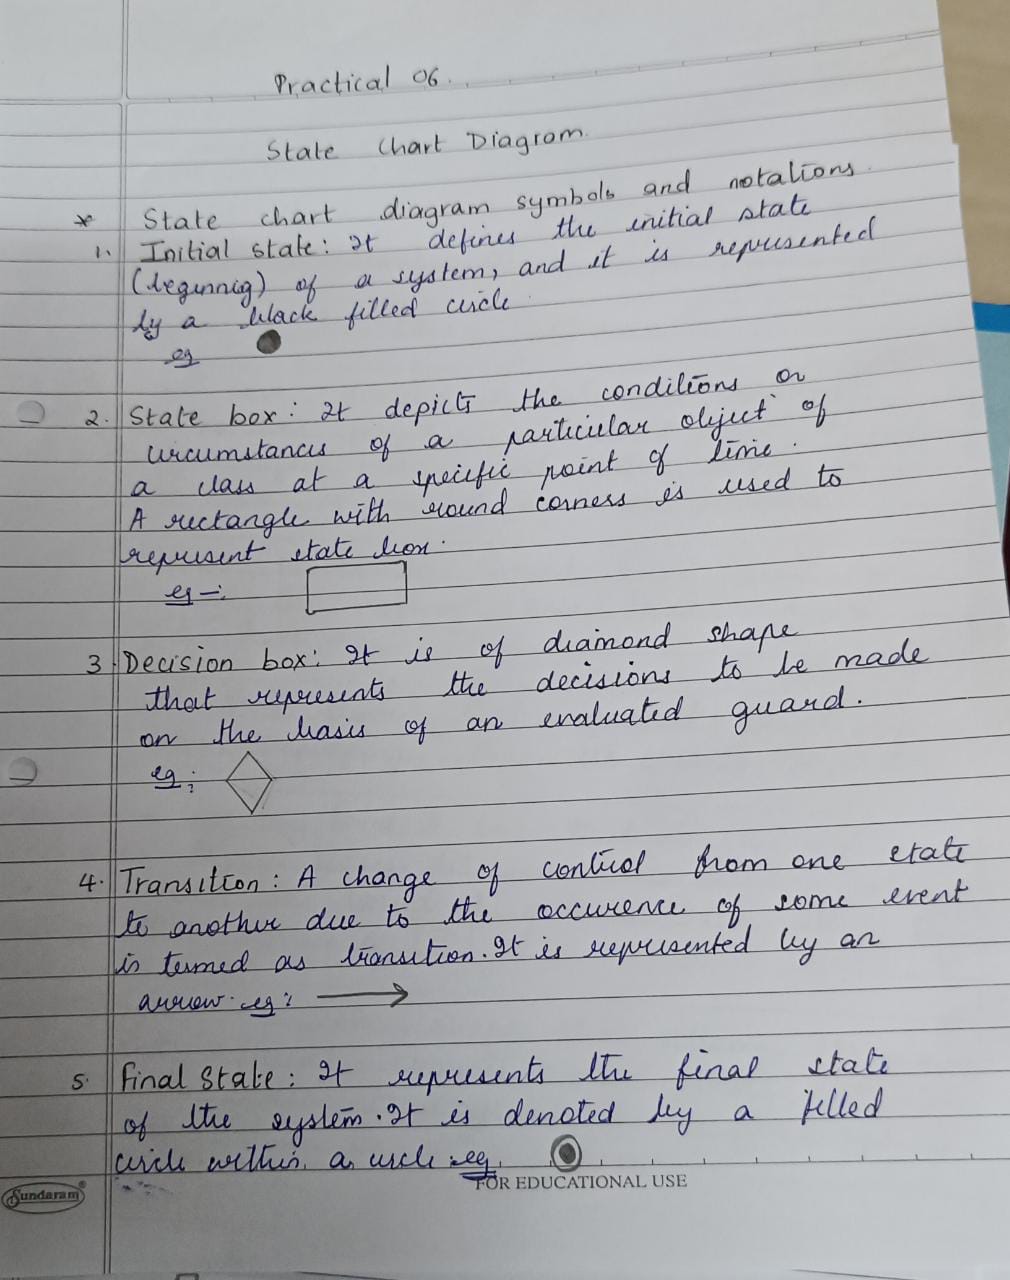 Practical 06.
State Chart Diagram.
* State chart diagram symbols and notations.
1. Initial state: It defines the initial state
(beginnig) of a system, and it is represented
by a black filled circle.
eg
2. State box: It depicts the conditions or
circumstances of a particular object of
a class at a specific point of time.
A rectangle with round corners is used to
represent state box.
eg -:
3 Decision box: It is of diamond shape
that represents the decisions to be made
on the basis of an evaluated guard.
eg:
4. Transition: A change of control from one state
to another due to the occurence of some event
is termed as transition. It is represented by an
arrow. eg:
5. Final State: It represents the final state
of the system. It is denoted by a filled
circle within a circle eg.
Sundaram®
FOR EDUCATIONAL USE